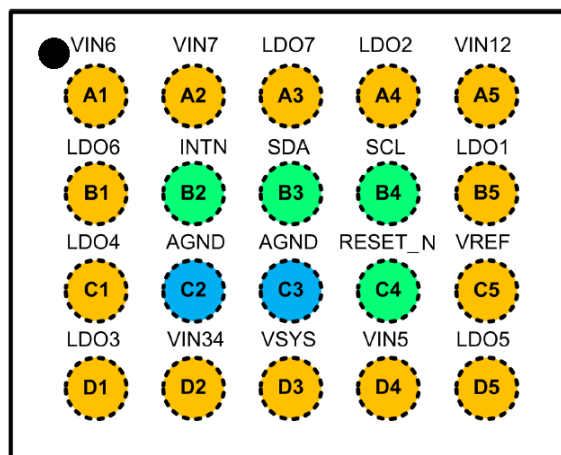 VIN6 VIN7 LDO7 LDO2 VIN12
A1 A2 A3 A4 A5
LDO6 INTN SDA SCL LDO1
B1 B2 B3 B4 B5
LDO4 AGND AGND RESET_N VREF
C1 C2 C3 C4 C5
LDO3 VIN34 VSYS VIN5 LDO5
D1 D2 D3 D4 D5